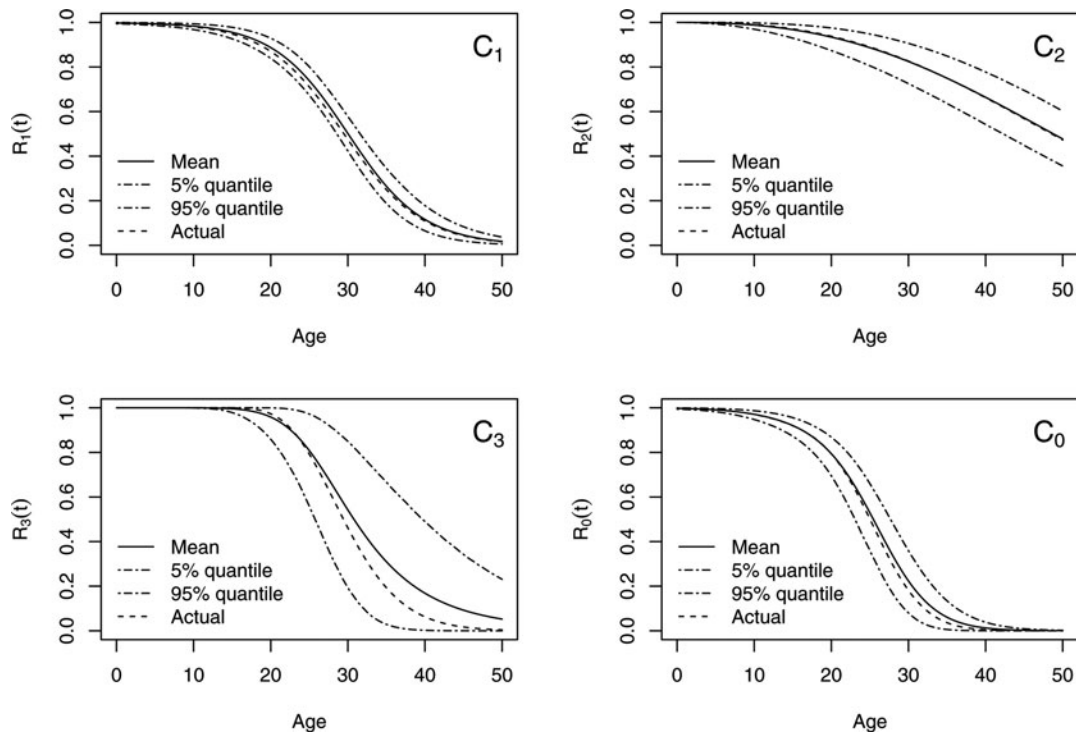 R1(t)
1.0
0.8
0.6
0.4
0.2
0.0
C1
Mean
5% quantile
95% quantile
Actual
0 10 20 30 40 50
Age
R2(t)
1.0
0.8
0.6
0.4
0.2
0.0
C2
Mean
5% quantile
95% quantile
Actual
0 10 20 30 40 50
Age
R3(t)
1.0
0.8
0.6
0.4
0.2
0.0
C3
Mean
5% quantile
95% quantile
Actual
0 10 20 30 40 50
Age
R0(t)
1.0
0.8
0.6
0.4
0.2
0.0
C0
Mean
5% quantile
95% quantile
Actual
0 10 20 30 40 50
Age